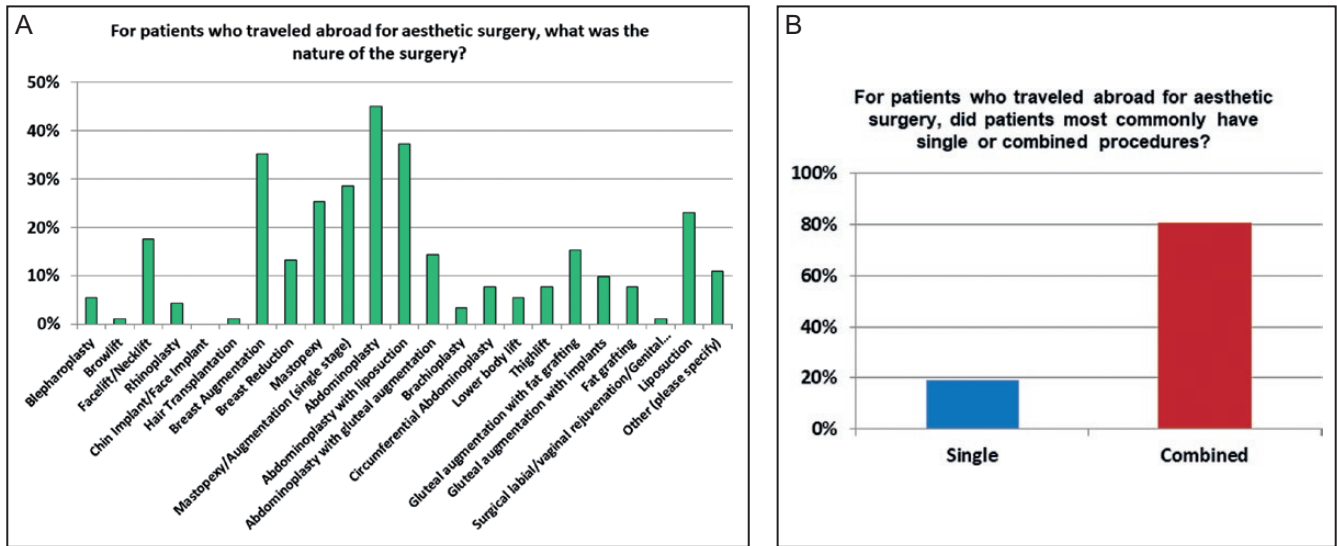 A
For patients who traveled abroad for aesthetic surgery, what was the
nature of the surgery?
50%
40%
30%
20%
10%
0%
Blepharoplasty
Browlift
Facelift/Necklift
Rhinoplasty
Chin Implant/Face Implant
Hair Transplantation
Breast Augmentation
Breast Reduction
Mastopexy
Mastopexy/Augmentation (single stage)
Abdominoplasty
Abdominoplasty with liposuction
Abdominoplasty with gluteal augmentation
Brachioplasty
Circumferential Abdominoplasty
Lower body lift
Thighlift
Gluteal augmentation with fat grafting
Gluteal augmentation with implants
Fat grafting
Surgical labial/vaginal rejuvenation/Genital...
Liposuction
Other (please specify)
B
For patients who traveled abroad for aesthetic
surgery, did patients most commonly have
single or combined procedures?
100%
80%
60%
40%
20%
0%
Single
Combined